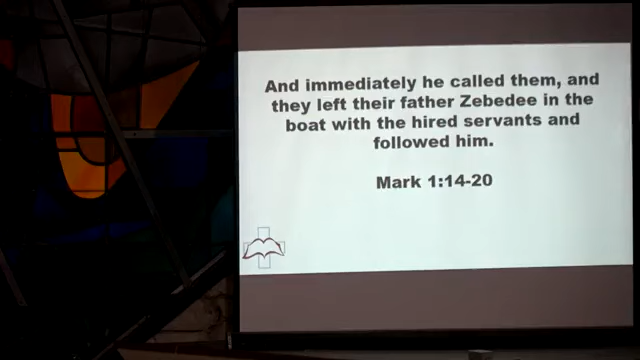 And immediately he called them, and
they left their father Zebedee in the
boat with the hired servants and
followed him.
Mark 1:14-20